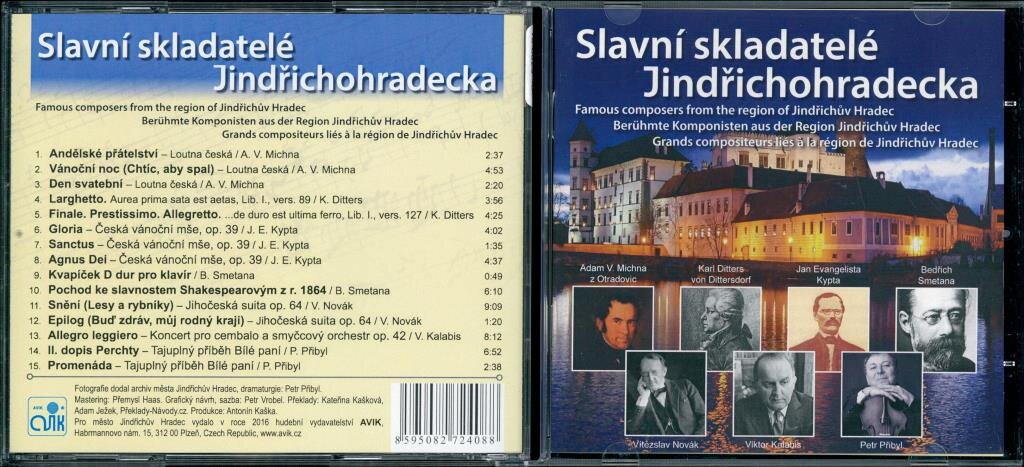 Slavní skladatelé
Jindřichohradecka
Famous composers from the region of Jindřichův Hradec
Berühmte Komponisten aus der Region Jindřichův Hradec
Grands compositeurs liés à la région de Jindřichův Hradec
1. Andělské přátelství – Loutna česká / A. V. Michna 2:37
2. Vánoční noc (Chtíc, aby spal) – Loutna česká / A. V. Michna 4:53
3. Den svatební – Loutna česká / A. V. Michna 2:20
4. Larghetto. Aurea prima sata est aetas, Lib. I., vers. 89 / K. Ditters 3:56
5. Finale. Prestissimo. Allegretto. ...de duro est ultima ferro, Lib. I., vers. 127 / K. Ditters 4:25
6. Gloria – Česká vánoční mše, op. 39 / J. E. Kypta 4:02
7. Sanctus – Česká vánoční mše, op. 39 / J. E. Kypta 1:35
8. Agnus Dei – Česká vánoční mše, op. 39 / J. E. Kypta 4:37
9. Kvapíček D dur pro klavír / B. Smetana 0:49
10. Pochod ke slavnostem Shakespearovým z r. 1864 / B. Smetana 6:10
11. Snění (Lesy a rybníky) – Jihočeská suita op. 64 / V. Novák 9:09
12. Epilog (Buď zdráv, můj rodný kraji) – Jihočeská suita op. 64 / V. Novák 1:20
13. Allegro leggiero – Koncert pro cembalo a smyčcový orchestr op. 42 / V. Kalabis 8:12
14. II. dopis Perchty – Tajuplný příběh Bílé paní / P. Přibyl 6:52
15. Promenáda – Tajuplný příběh Bílé paní / P. Přibyl 2:38
AVIK
avik
Fotografie dodal archiv města Jindřichův Hradec, dramaturgie: Petr Přibyl.
Mastering: Přemysl Haas. Grafický návrh, sazba: Petr Vrobel. Překlady: Kateřina Kašková,
Adam Ježek, Překlady-Návody.cz. Produkce: Antonín Kaška.
Pro město Jindřichův Hradec vydalo v roce 2016 hudební vydavatelství AVIK,
Habrmannovo nám. 15, 312 00 Plzeň, Czech Republic, www.avik.cz
8 595082 724088
Slavní skladatelé
Jindřichohradecka
Famous composers from the region of Jindřichův Hradec
Berühmte Komponisten aus der Region Jindřichův Hradec
Grands compositeurs liés à la région de Jindřichův Hradec
Adam V. Michna
z Otradovic
Karl Ditters
von Dittersdorf
Jan Evangelista
Kypta
Bedřich
Smetana
Vítězslav Novák
Viktor Kalabis
Petr Přibyl